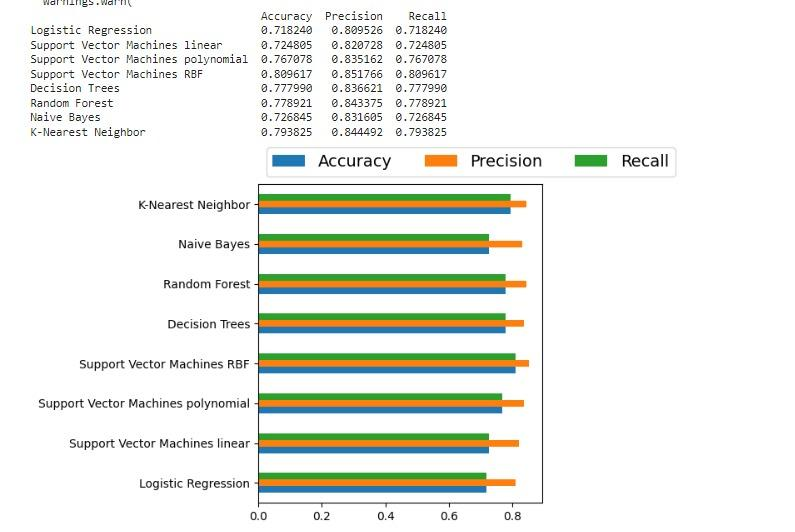 warnings.warn(
Accuracy Precision Recall
Logistic Regression 0.718240 0.809526 0.718240
Support Vector Machines linear 0.724805 0.820728 0.724805
Support Vector Machines polynomial 0.767078 0.835162 0.767078
Support Vector Machines RBF 0.809617 0.851766 0.809617
Decision Trees 0.777990 0.836621 0.777990
Random Forest 0.778921 0.843375 0.778921
Naive Bayes 0.726845 0.831605 0.726845
K-Nearest Neighbor 0.793825 0.844492 0.793825
Accuracy Precision Recall
K-Nearest Neighbor
Naive Bayes
Random Forest
Decision Trees
Support Vector Machines RBF
Support Vector Machines polynomial
Support Vector Machines linear
Logistic Regression
0.0 0.2 0.4 0.6 0.8